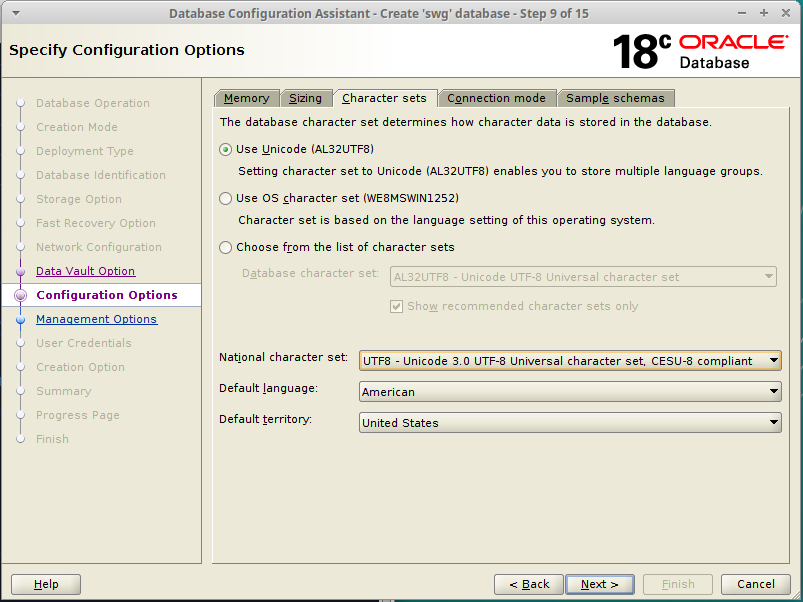 Database Configuration Assistant - Create 'swg' database - Step 9 of 15
Specify Configuration Options
18c ORACLE
Database
Database Operation
Creation Mode
Deployment Type
Database Identification
Storage Option
Fast Recovery Option
Network Configuration
Data Vault Option
Configuration Options
Management Options
User Credentials
Creation Option
Summary
Progress Page
Finish
Memory Sizing Character sets Connection mode Sample schemas
The database character set determines how character data is stored in the database.
Use Unicode (AL32UTF8)
Setting character set to Unicode (AL32UTF8) enables you to store multiple language groups.
Use OS character set (WE8MSWIN1252)
Character set is based on the language setting of this operating system.
Choose from the list of character sets
Database character set: AL32UTF8 - Unicode UTF-8 Universal character set
Show recommended character sets only
National character set: UTF8 - Unicode 3.0 UTF-8 Universal character set, CESU-8 compliant
Default language: American
Default territory: United States
Help < Back Next > Finish Cancel